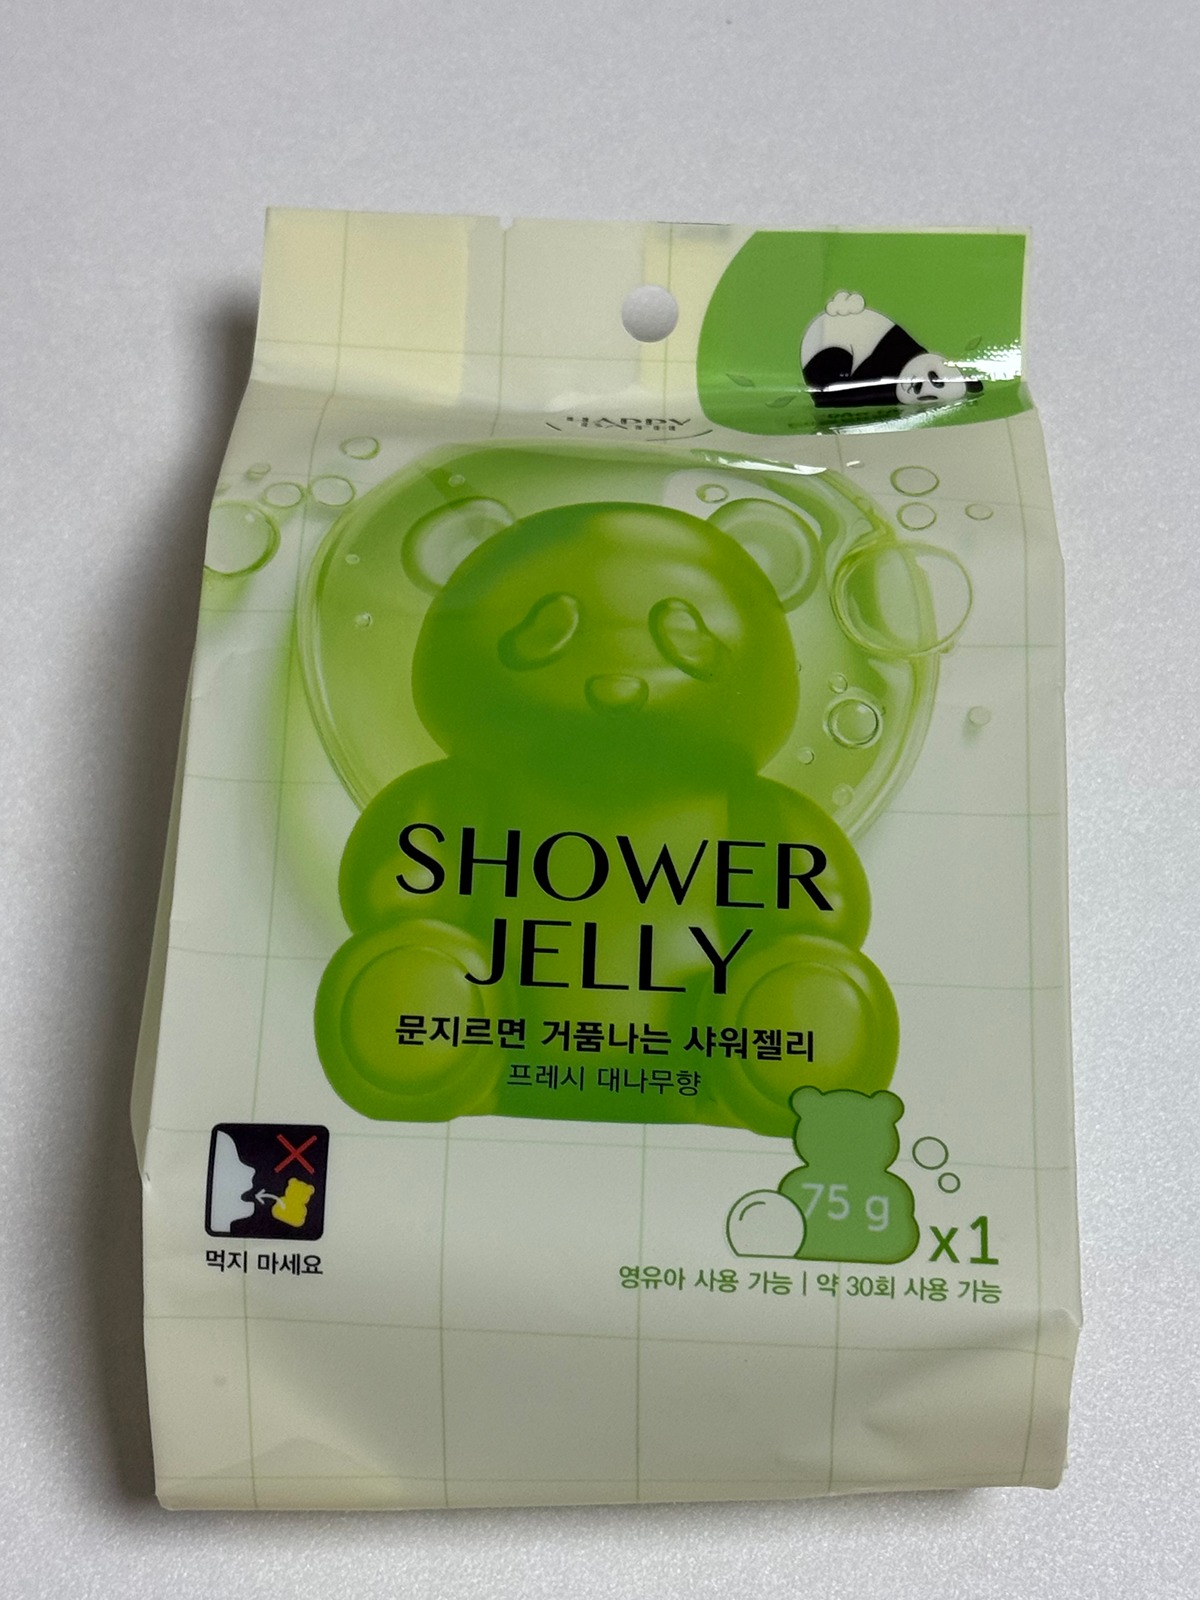 HAPPY
BATH
SHOWER
JELLY
문지르면 거품나는 샤워젤리
프레시 대나무향
75 g
x1
먹지 마세요
영유아 사용 가능 | 약 30회 사용 가능